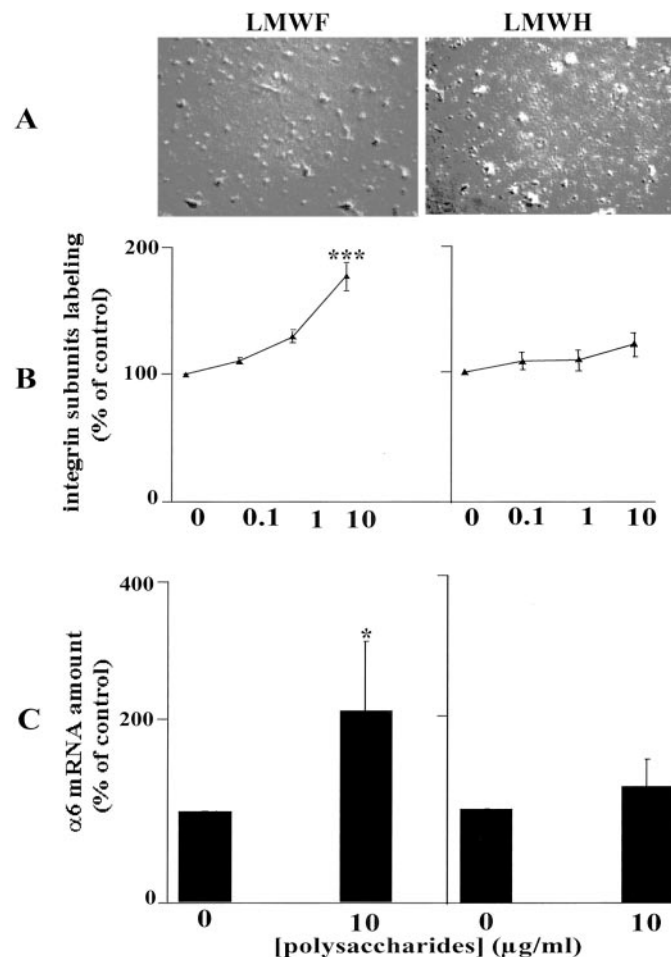 LMWF LMWH
A
B
integrin subunits labeling
(% of control)
200
100
0
***
0 0.1 1 10 0 0.1 1 10
C
α6 mRNA amount
(% of control)
400
200
0
*
0 10 0 10
[polysaccharides] (μg/ml)